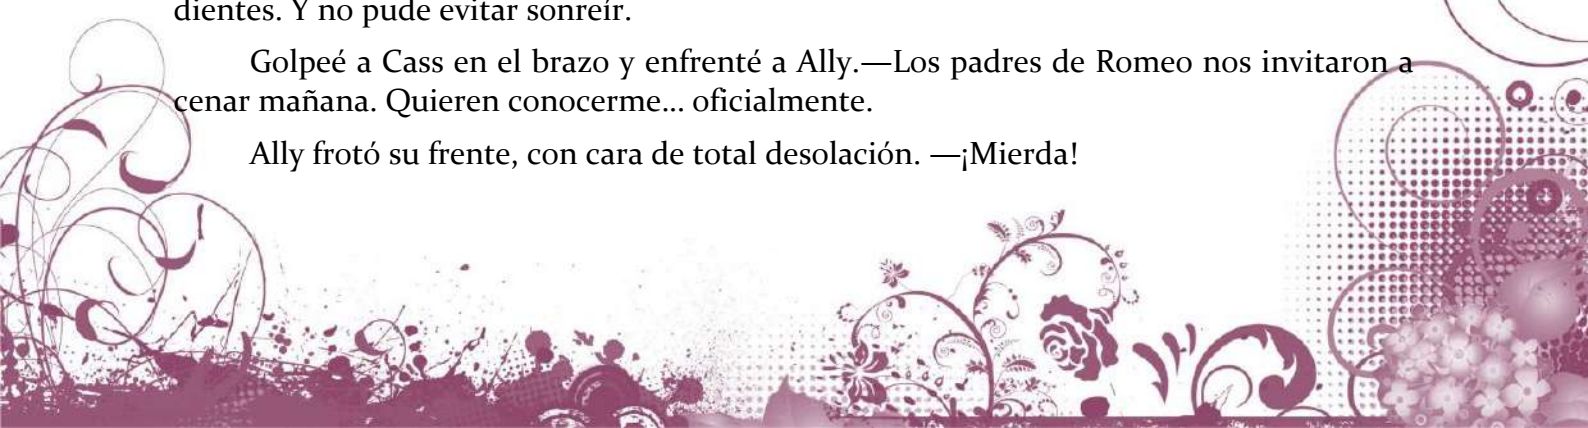 dientes. Y no pude evitar sonreír.
Golpeé a Cass en el brazo y enfrenté a Ally.—Los padres de Romeo nos invitaron a
cenar mañana. Quieren conocerme... oficialmente.
Ally frotó su frente, con cara de total desolación. —¡Mierda!